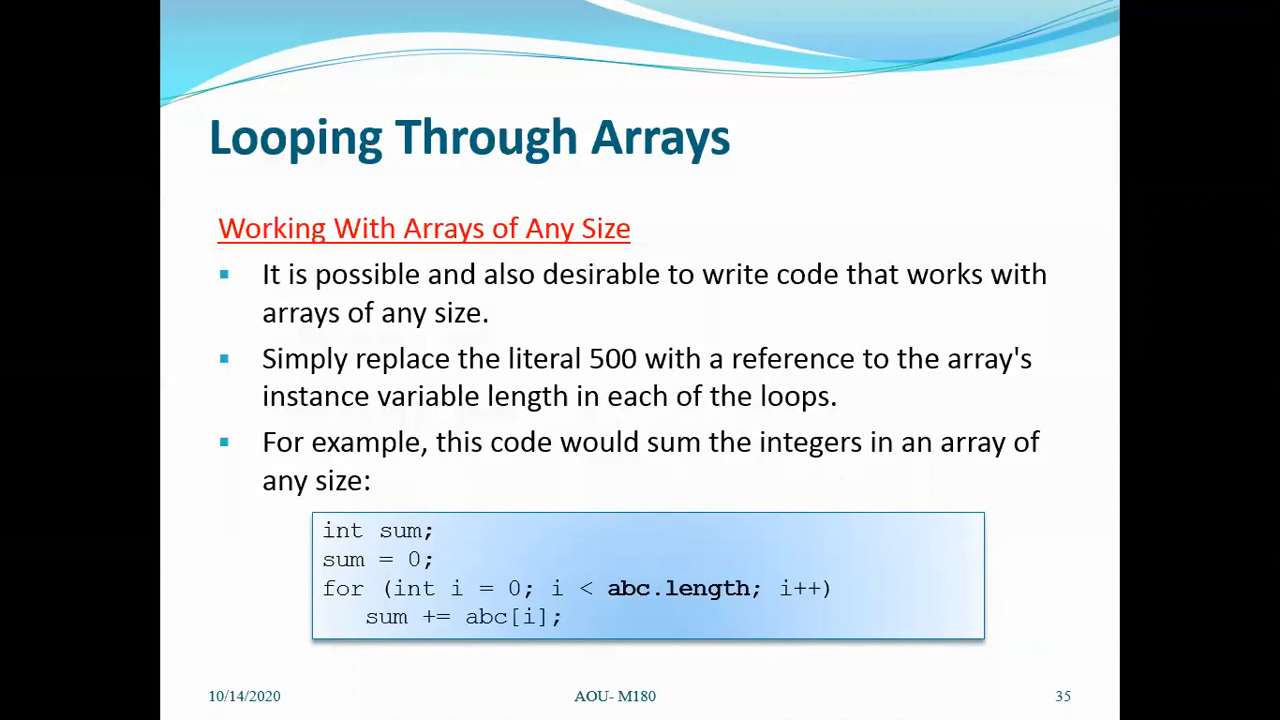 Looping Through Arrays
Working With Arrays of Any Size
▪ It is possible and also desirable to write code that works with
arrays of any size.
▪ Simply replace the literal 500 with a reference to the array's
instance variable length in each of the loops.
▪ For example, this code would sum the integers in an array of
any size:
int sum;
sum = 0;
for (int i = 0; i < abc.length; i++)
   sum += abc[i];
10/14/2020 AOU- M180 35